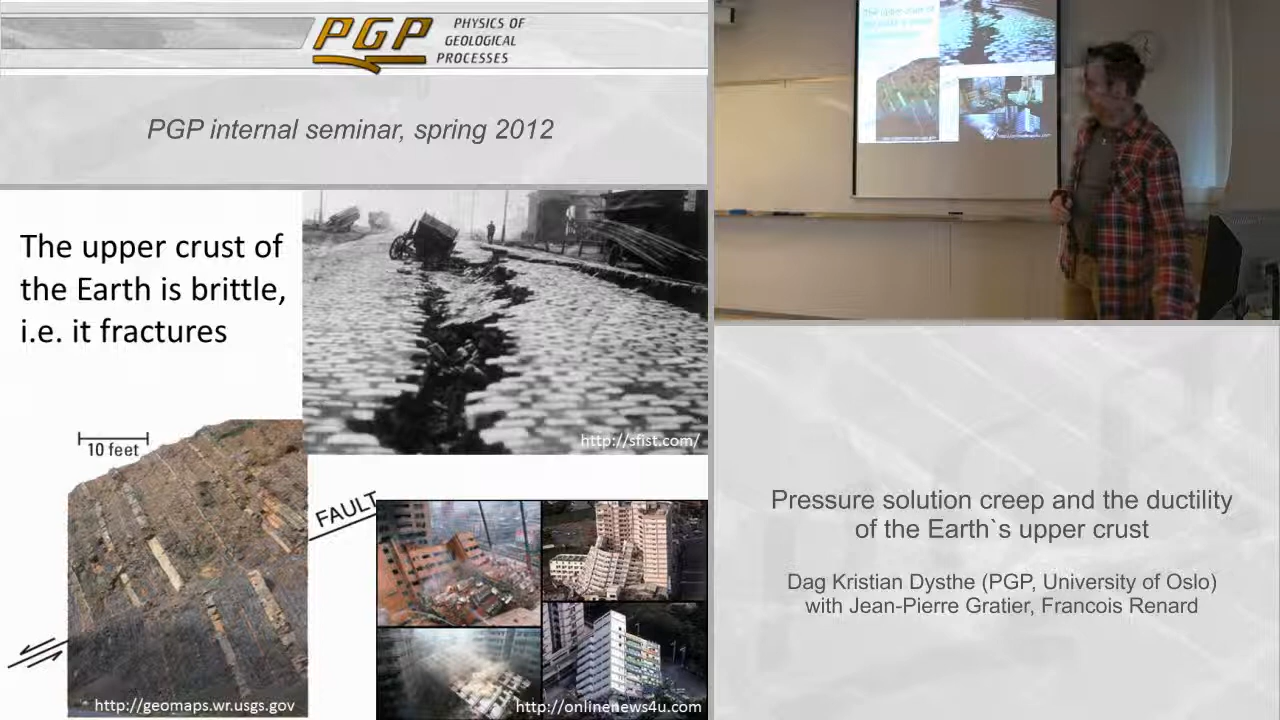 PGP
PHYSICS OF
GEOLOGICAL
PROCESSES
PGP internal seminar, spring 2012
The upper crust of
the Earth is brittle,
i.e. it fractures
http://sfist.com/
10 feet
FAULT
http://geomaps.wr.usgs.gov
http://onlinenews4u.com
Pressure solution creep and the ductility
of the Earth`s upper crust
Dag Kristian Dysthe (PGP, University of Oslo)
with Jean-Pierre Gratier, Francois Renard